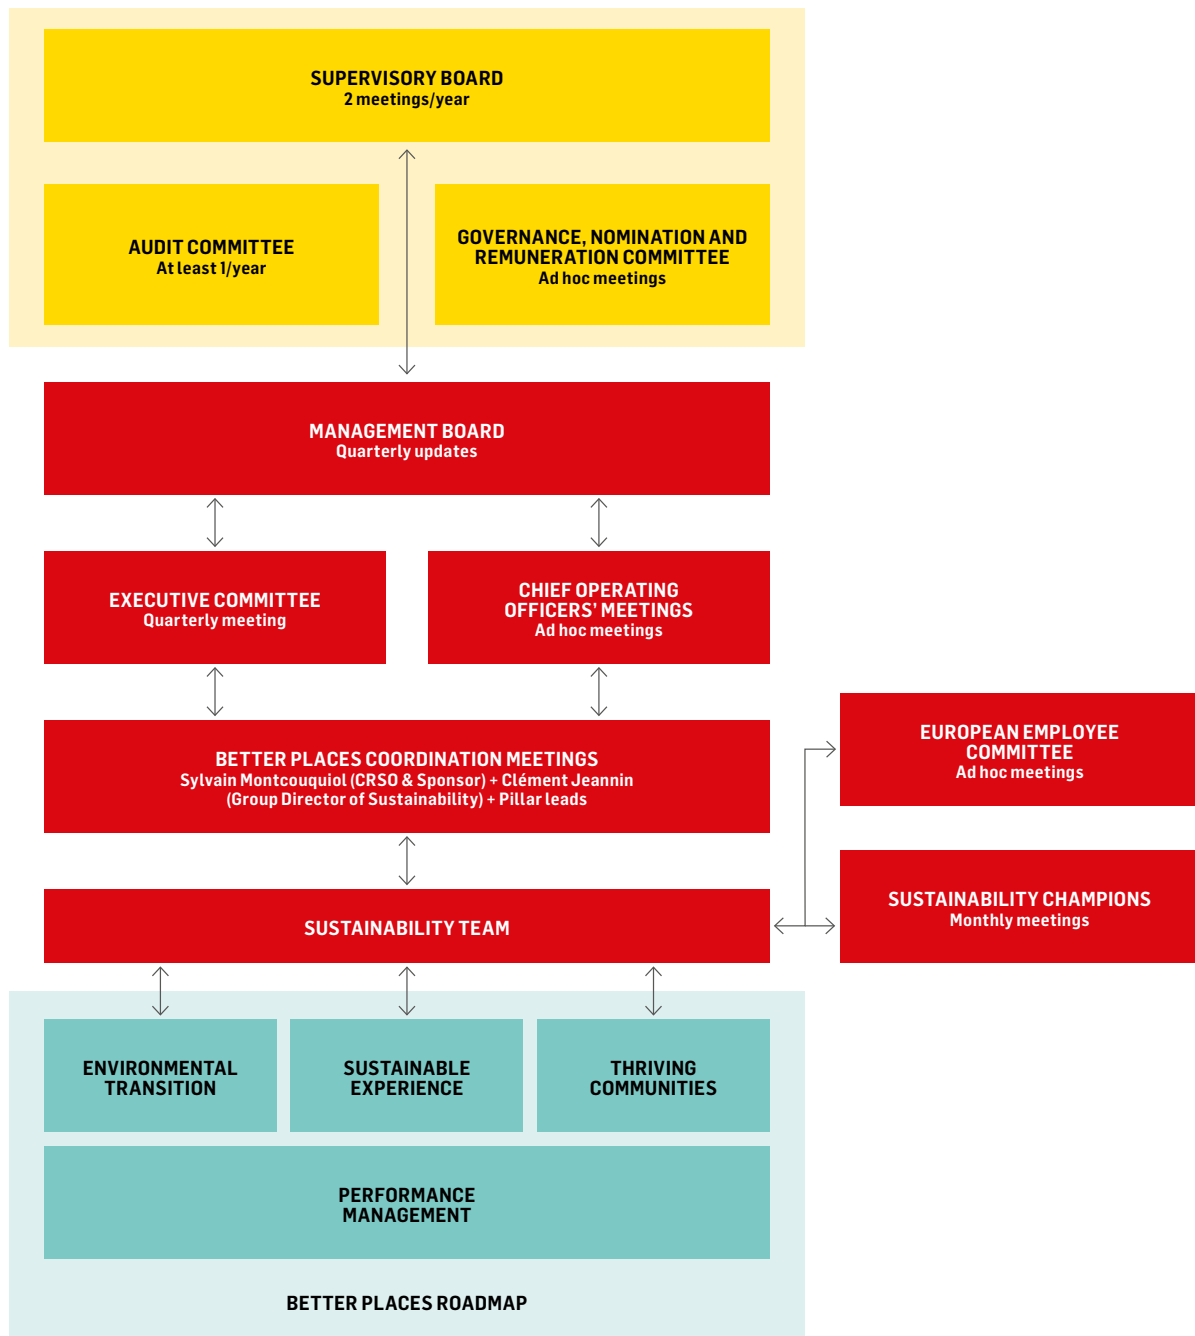 SUPERVISORY BOARD
2 meetings/year
AUDIT COMMITTEE
At least 1/year
GOVERNANCE, NOMINATION AND
REMUNERATION COMMITTEE
Ad hoc meetings
MANAGEMENT BOARD
Quarterly updates
EXECUTIVE COMMITTEE
Quarterly meeting
CHIEF OPERATING
OFFICERS' MEETINGS
Ad hoc meetings
BETTER PLACES COORDINATION MEETINGS
Sylvain Montcouquiol (CRSO & Sponsor) + Clément Jeannin
(Group Director of Sustainability) + Pillar leads
EUROPEAN EMPLOYEE
COMMITTEE
Ad hoc meetings
SUSTAINABILITY TEAM
SUSTAINABILITY CHAMPIONS
Monthly meetings
ENVIRONMENTAL
TRANSITION
SUSTAINABLE
EXPERIENCE
THRIVING
COMMUNITIES
PERFORMANCE
MANAGEMENT
BETTER PLACES ROADMAP